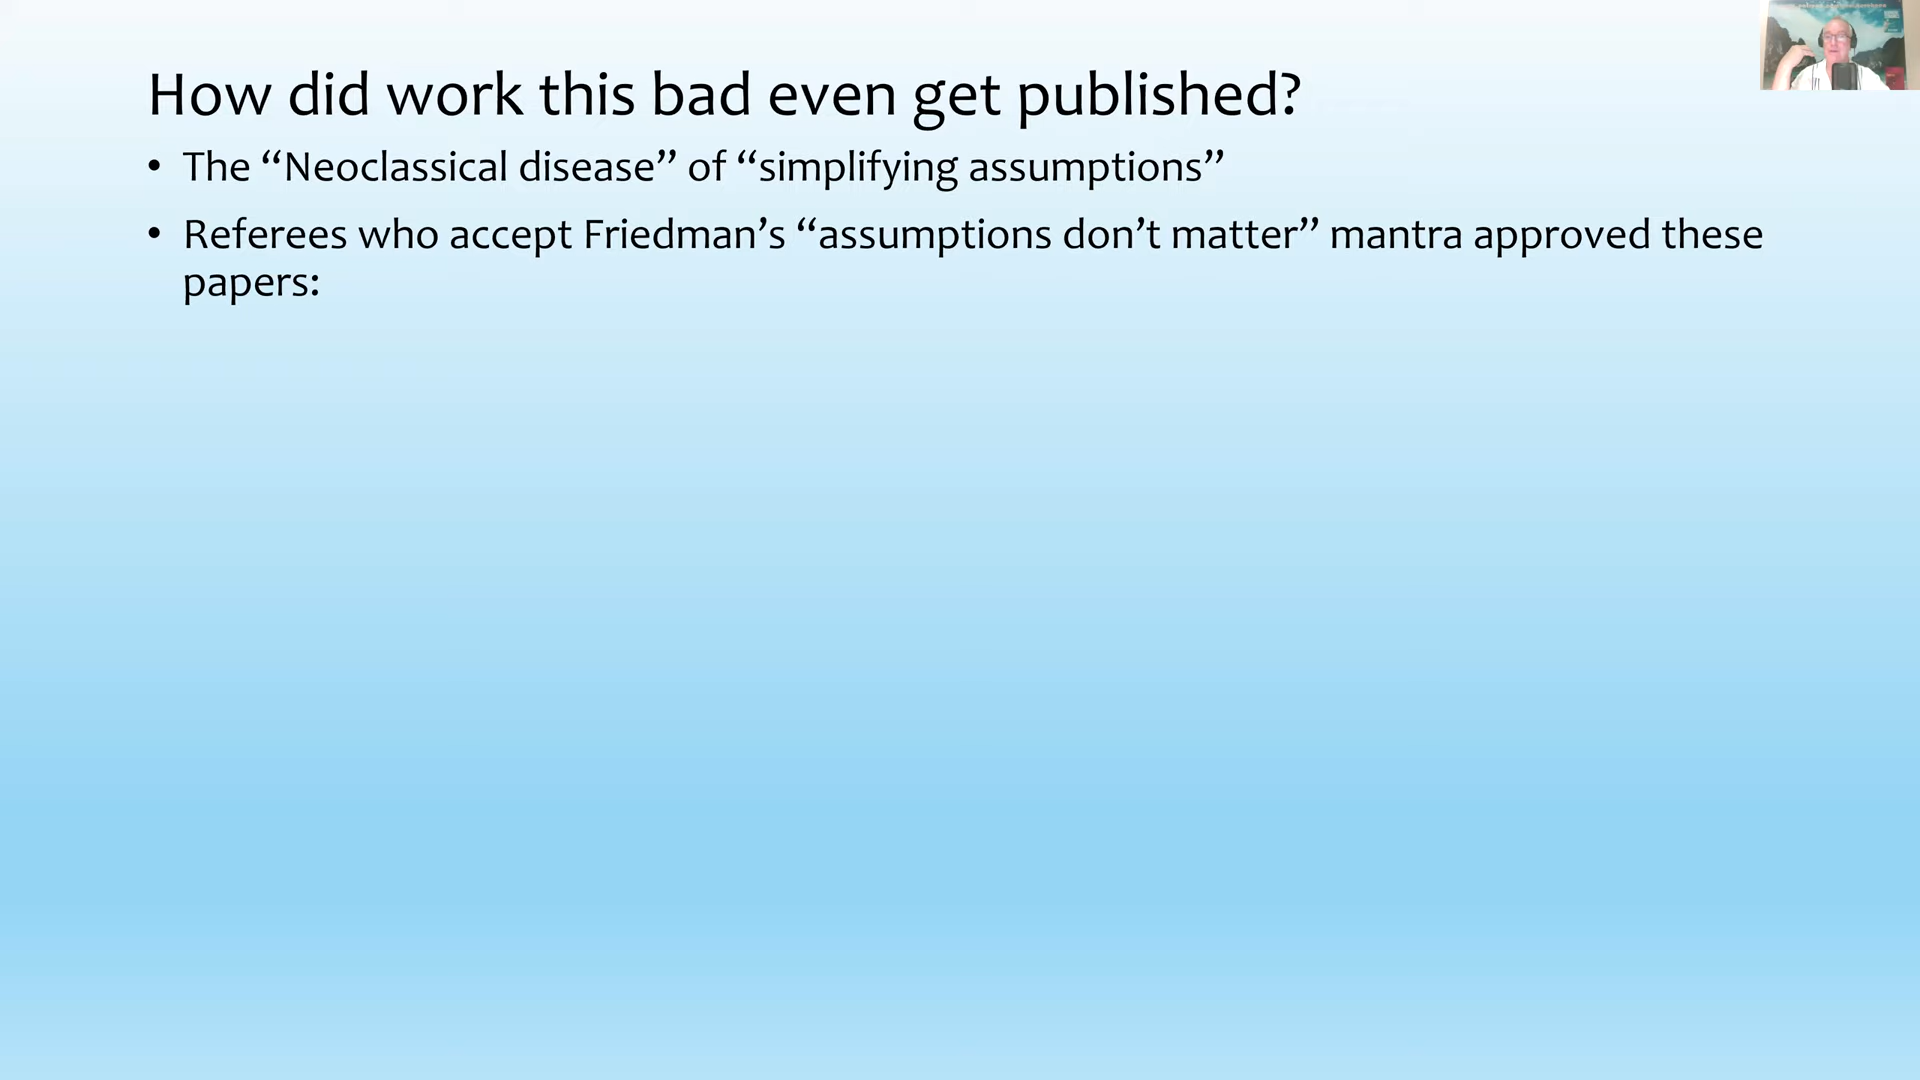 How did work this bad even get published?
• The “Neoclassical disease” of “simplifying assumptions”
• Referees who accept Friedman’s “assumptions don’t matter” mantra approved these
papers: